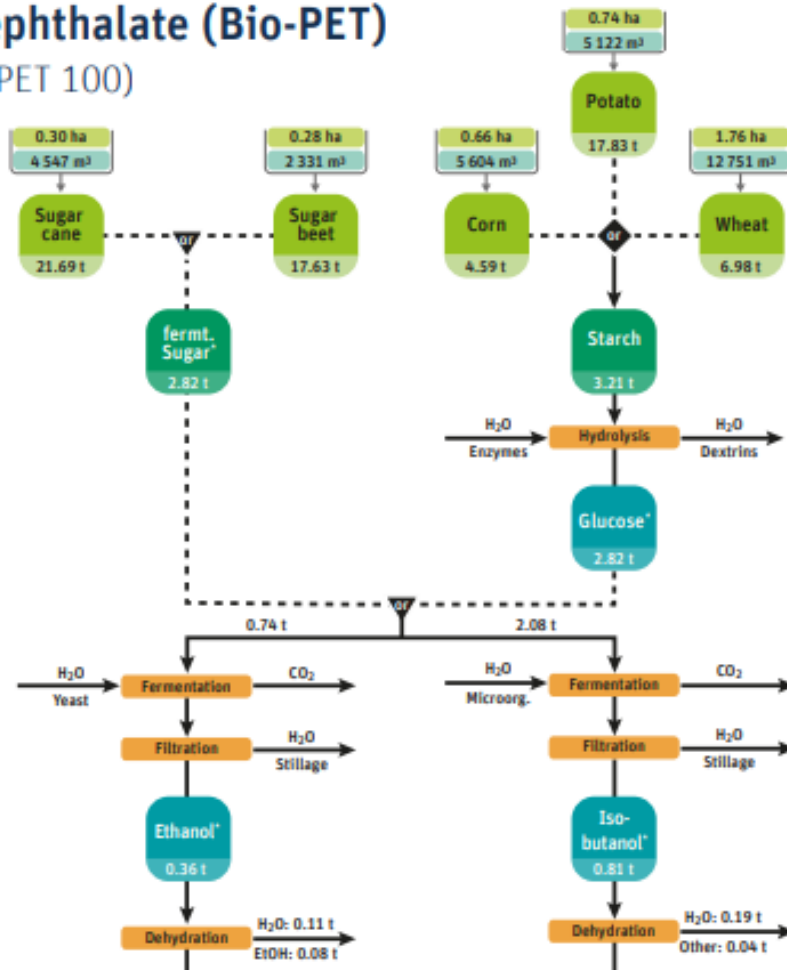 ephthalate (Bio-PET)
PET 100)
0.74 ha
5 122 m³
Potato
17.83 t
0.30 ha
4 547 m³
Sugar
cane
21.69 t
0.28 ha
2 331 m³
Sugar
beet
17.63 t
0.66 ha
5 604 m³
Corn
4.59 t
1.76 ha
12 751 m³
Wheat
6.98 t
or
or
fermt.
Sugar*
2.82 t
Starch
3.21 t
H₂O
Enzymes
Hydrolysis
H₂O
Dextrins
Glucose*
2.82 t
or
0.74 t
2.08 t
H₂O
Yeast
Fermentation
CO₂
H₂O
Microorg.
Fermentation
CO₂
Filtration
H₂O
Stillage
Filtration
H₂O
Stillage
Ethanol*
0.36 t
Iso-
butanol*
0.81 t
Dehydration
H₂O: 0.11 t
EtOH: 0.08 t
Dehydration
H₂O: 0.19 t
Other: 0.04 t